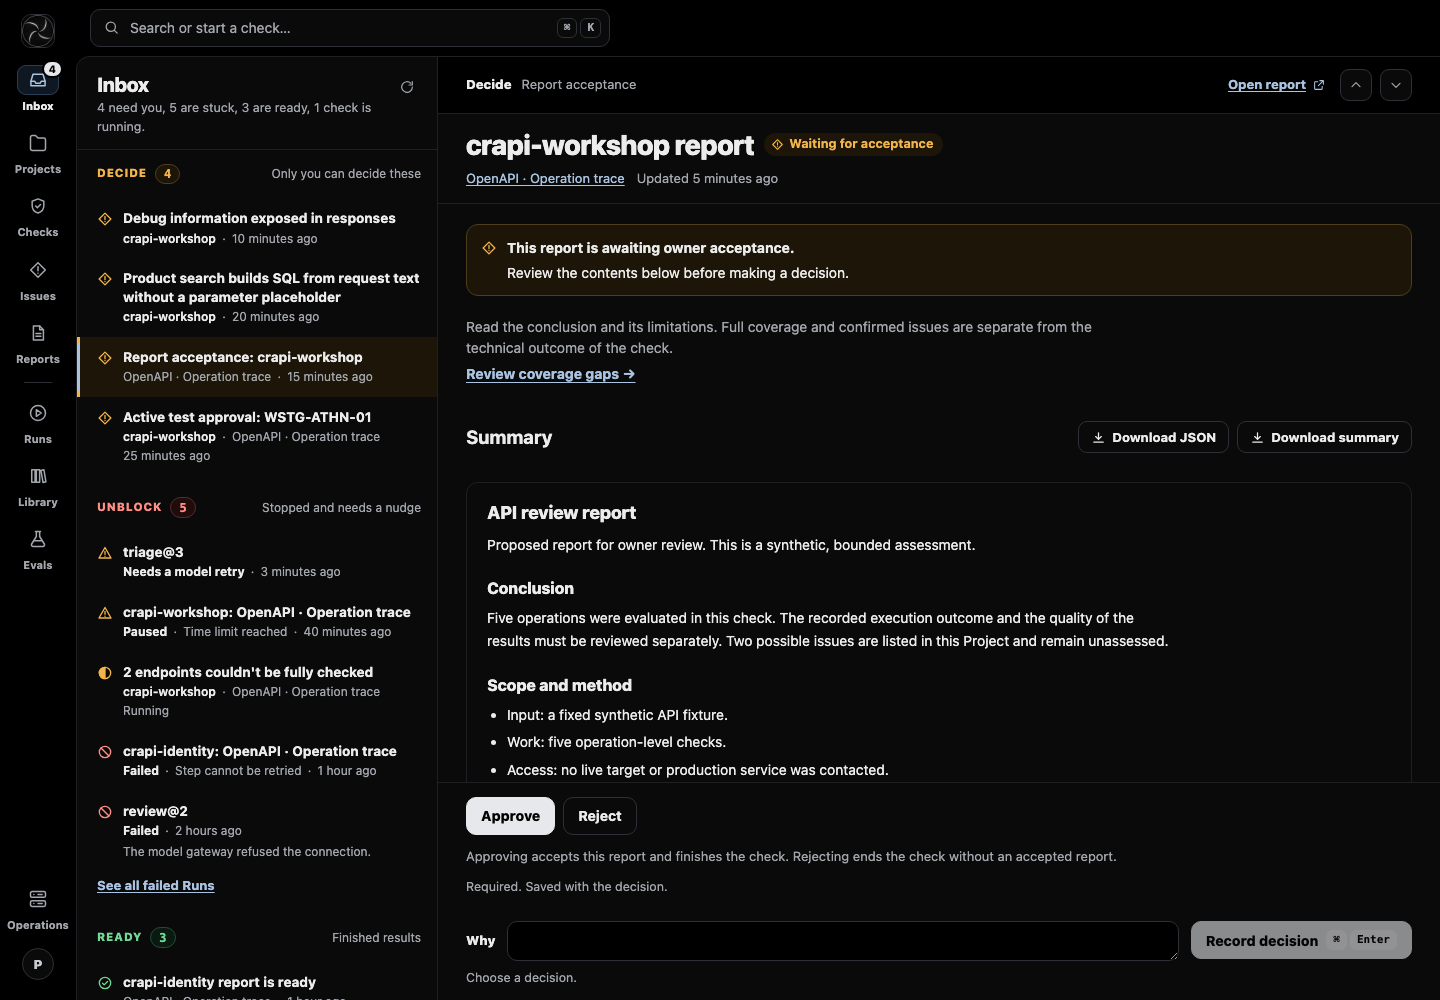 Search or start a check...
⌘ K
4
Inbox
Projects
Checks
Issues
Reports
Runs
Library
Evals
Operations
P
Inbox
4 need you, 5 are stuck, 3 are ready, 1 check is
running.
DECIDE 4 Only you can decide these
Debug information exposed in responses
crapi-workshop · 10 minutes ago
Product search builds SQL from request text
without a parameter placeholder
crapi-workshop · 20 minutes ago
Report acceptance: crapi-workshop
OpenAPI · Operation trace · 15 minutes ago
Active test approval: WSTG-ATHN-01
crapi-workshop · OpenAPI · Operation trace
25 minutes ago
UNBLOCK 5 Stopped and needs a nudge
triage@3
Needs a model retry · 3 minutes ago
crapi-workshop: OpenAPI · Operation trace
Paused · Time limit reached · 40 minutes ago
2 endpoints couldn't be fully checked
crapi-workshop · OpenAPI · Operation trace
Running
crapi-identity: OpenAPI · Operation trace
Failed · Step cannot be retried · 1 hour ago
review@2
Failed · 2 hours ago
The model gateway refused the connection.
See all failed Runs
READY 3 Finished results
crapi-identity report is ready
OpenAPI · Operation trace · 1 hour ago
Decide Report acceptance
Open report
crapi-workshop report Waiting for acceptance
OpenAPI · Operation trace Updated 5 minutes ago
This report is awaiting owner acceptance.
Review the contents below before making a decision.
Read the conclusion and its limitations. Full coverage and confirmed issues are separate from the
technical outcome of the check.
Review coverage gaps →
Summary
Download JSON Download summary
API review report
Proposed report for owner review. This is a synthetic, bounded assessment.
Conclusion
Five operations were evaluated in this check. The recorded execution outcome and the quality of the
results must be reviewed separately. Two possible issues are listed in this Project and remain unassessed.
Scope and method
• Input: a fixed synthetic API fixture.
• Work: five operation-level checks.
• Access: no live target or production service was contacted.
Approve Reject
Approving accepts this report and finishes the check. Rejecting ends the check without an accepted report.
Required. Saved with the decision.
Why
Record decision ⌘ Enter
Choose a decision.